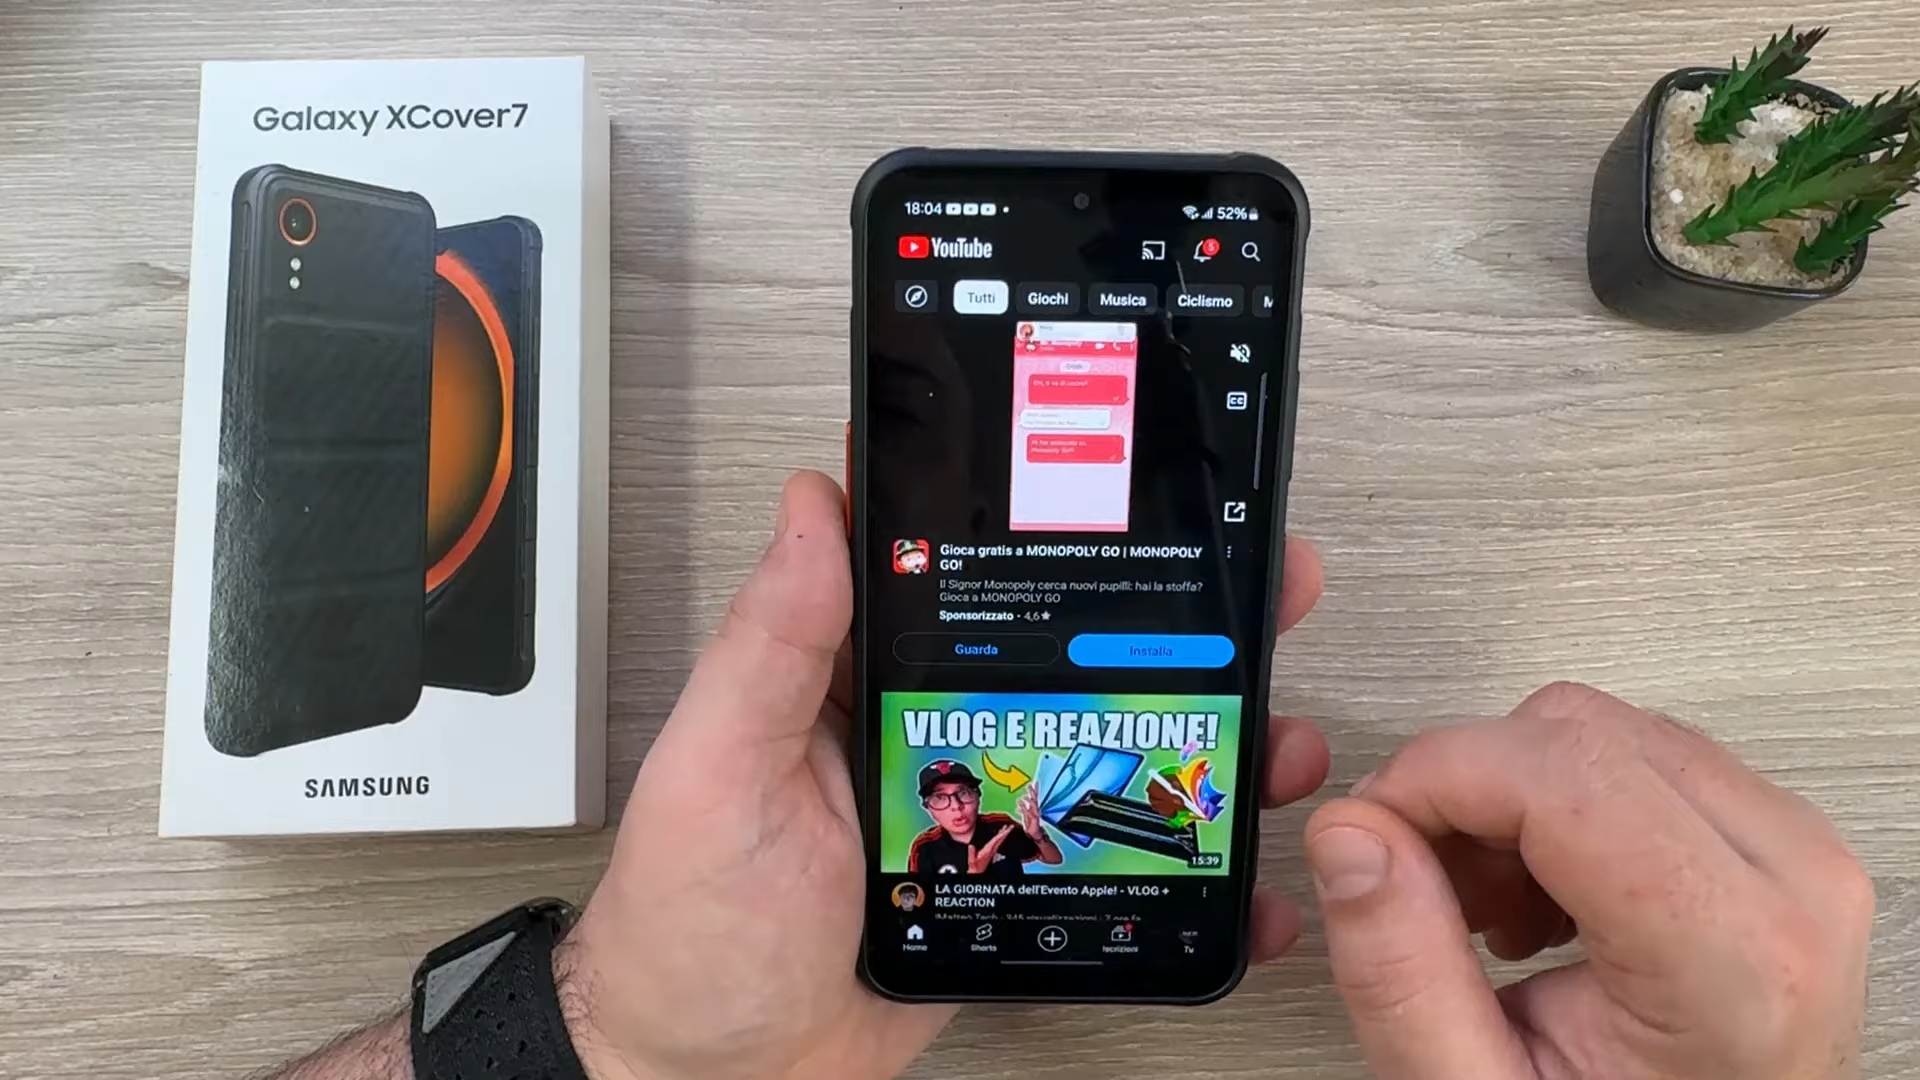 Galaxy XCover7
SAMSUNG
18:04
52%
YouTube
5
Tutti
Giochi
Musica
Ciclismo
M
CC
Gioca gratis a MONOPOLY GO | MONOPOLY
GO!
Il Signor Monopoly cerca nuovi pupilli: hai la stoffa?
Gioca a MONOPOLY GO
Sponsorizzato · 4,6★
Guarda
Installa
VLOG E REAZIONE!
15:39
LA GIORNATA dell'Evento Apple! - VLOG +
REACTION
Home
Shorts
Iscrizioni
Tu